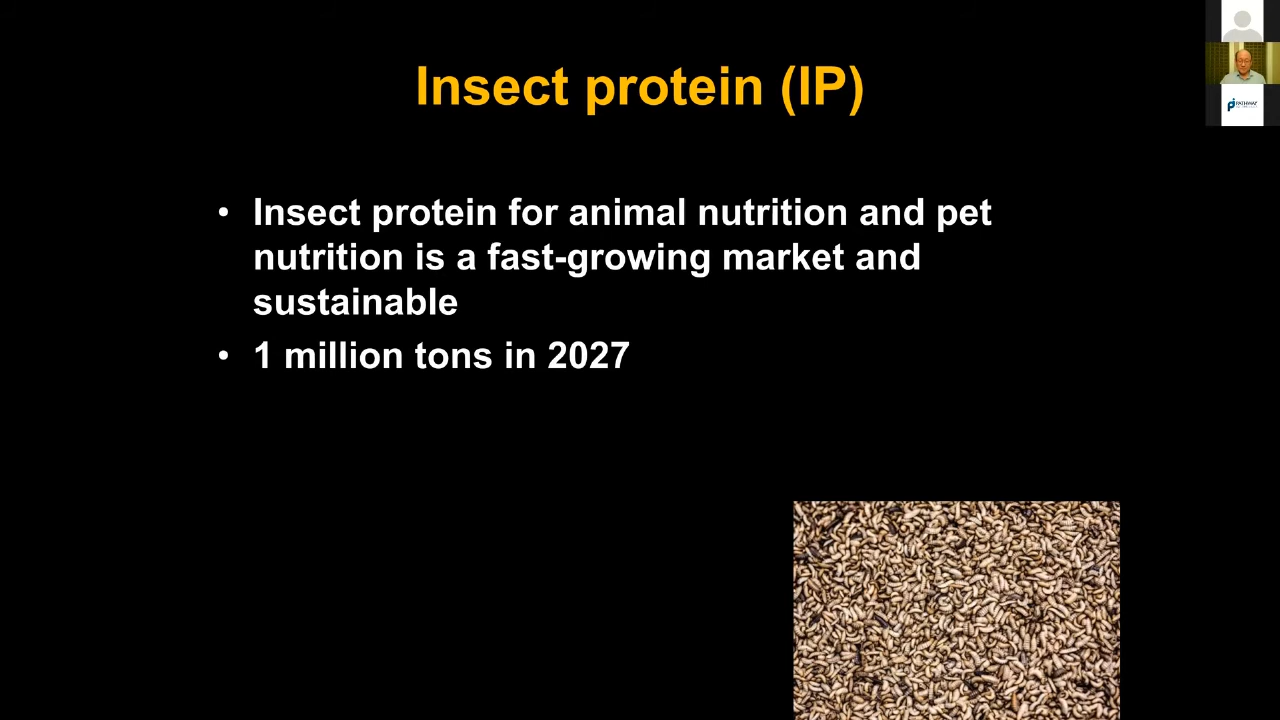 Insect protein (IP)
• Insect protein for animal nutrition and pet
nutrition is a fast-growing market and
sustainable
• 1 million tons in 2027
PATHWAY